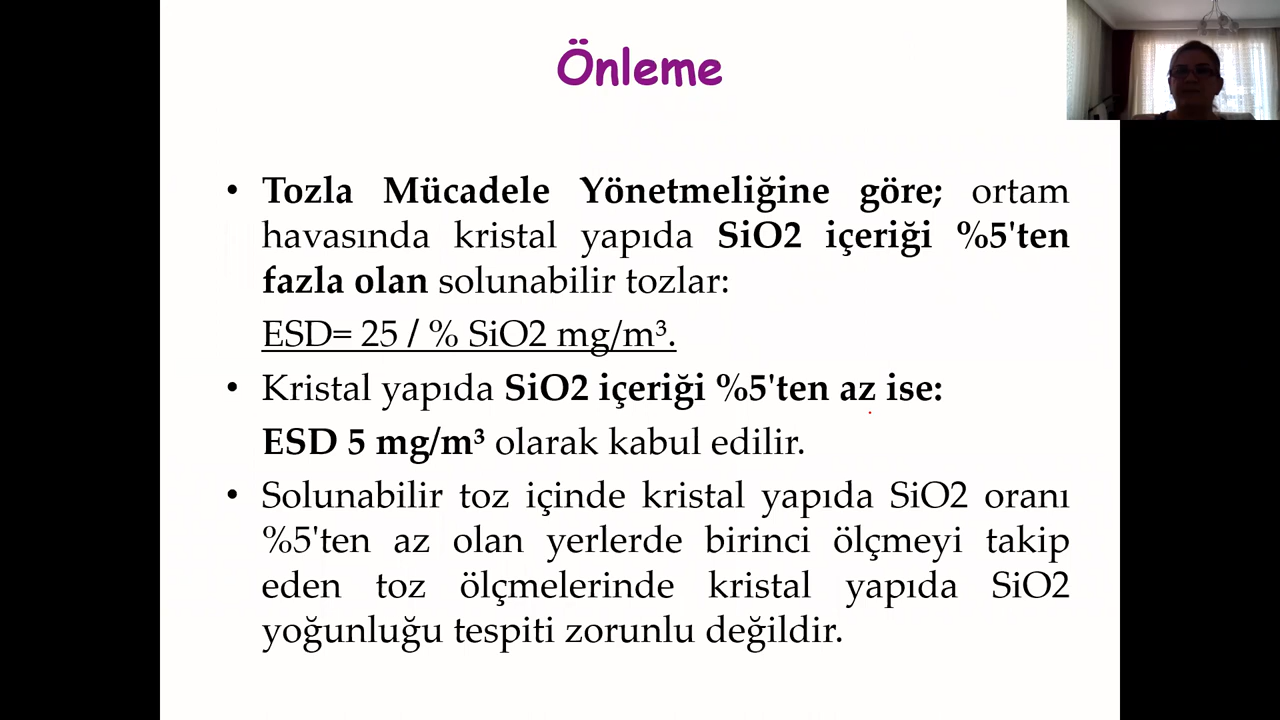 Önleme
• Tozla Mücadele Yönetmeliğine göre; ortam
havasında kristal yapıda SiO2 içeriği %5'ten
fazla olan solunabilir tozlar:
ESD= 25 / % SiO2 mg/m³.
• Kristal yapıda SiO2 içeriği %5'ten az ise:
ESD 5 mg/m³ olarak kabul edilir.
• Solunabilir toz içinde kristal yapıda SiO2 oranı
%5'ten az olan yerlerde birinci ölçmeyi takip
eden toz ölçmelerinde kristal yapıda SiO2
yoğunluğu tespiti zorunlu değildir.